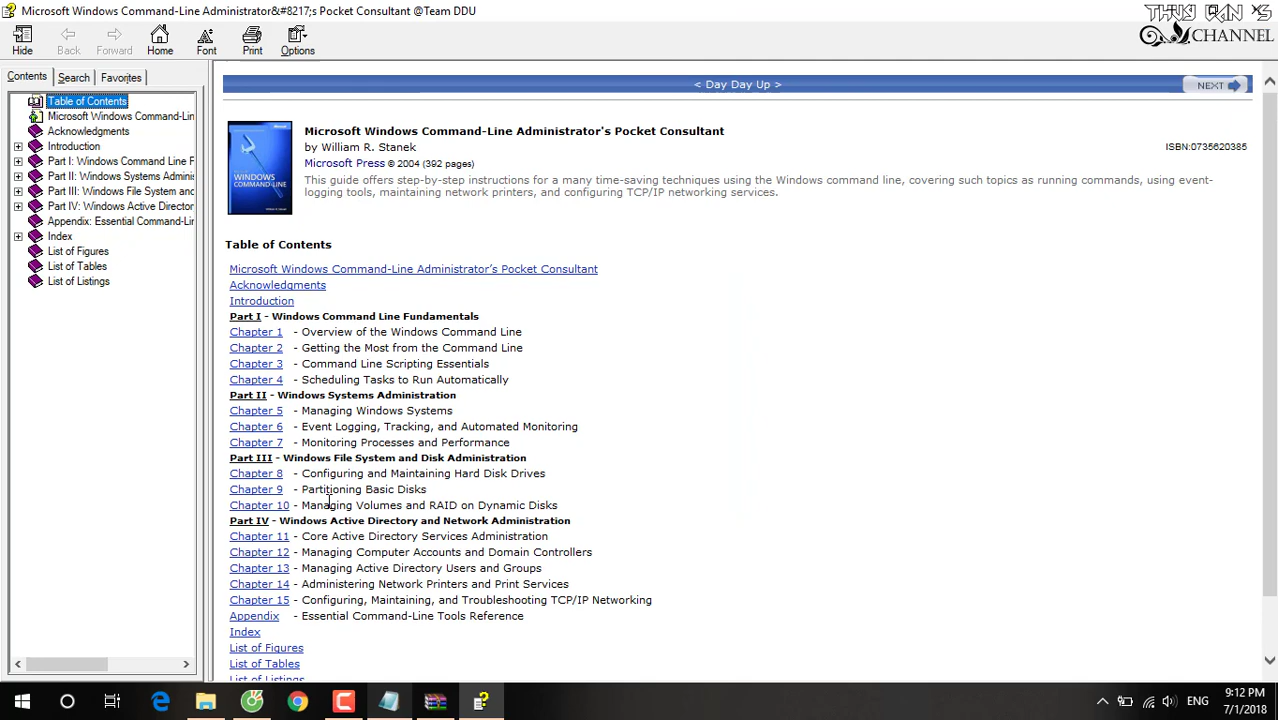 Microsoft Windows Command-Line Administrator&#8217;s Pocket Consultant @Team DDU
CHANNEL
Hide
Back
Forward
Home
Font
Print
Options
Contents
Search
Favorites
Table of Contents
Microsoft Windows Command-Lin
Acknowledgments
Introduction
Part I: Windows Command Line F
Part II: Windows Systems Adminis
Part III: Windows File System and
Part IV: Windows Active Director
Appendix: Essential Command-Lin
Index
List of Figures
List of Tables
List of Listings
< Day Day Up >
NEXT
WINDOWS
COMMAND-LINE
Microsoft Windows Command-Line Administrator's Pocket Consultant
by William R. Stanek
ISBN:0735620385
Microsoft Press © 2004 (392 pages)
This guide offers step-by-step instructions for a many time-saving techniques using the Windows command line, covering such topics as running commands, using event-
logging tools, maintaining network printers, and configuring TCP/IP networking services.
Table of Contents
Microsoft Windows Command-Line Administrator’s Pocket Consultant
Acknowledgments
Introduction
Part I - Windows Command Line Fundamentals
Chapter 1 - Overview of the Windows Command Line
Chapter 2 - Getting the Most from the Command Line
Chapter 3 - Command Line Scripting Essentials
Chapter 4 - Scheduling Tasks to Run Automatically
Part II - Windows Systems Administration
Chapter 5 - Managing Windows Systems
Chapter 6 - Event Logging, Tracking, and Automated Monitoring
Chapter 7 - Monitoring Processes and Performance
Part III - Windows File System and Disk Administration
Chapter 8 - Configuring and Maintaining Hard Disk Drives
Chapter 9 - Partitioning Basic Disks
Chapter 10 - Managing Volumes and RAID on Dynamic Disks
Part IV - Windows Active Directory and Network Administration
Chapter 11 - Core Active Directory Services Administration
Chapter 12 - Managing Computer Accounts and Domain Controllers
Chapter 13 - Managing Active Directory Users and Groups
Chapter 14 - Administering Network Printers and Print Services
Chapter 15 - Configuring, Maintaining, and Troubleshooting TCP/IP Networking
Appendix - Essential Command-Line Tools Reference
Index
List of Figures
List of Tables
List of Listings
ENG
9:12 PM
7/1/2018